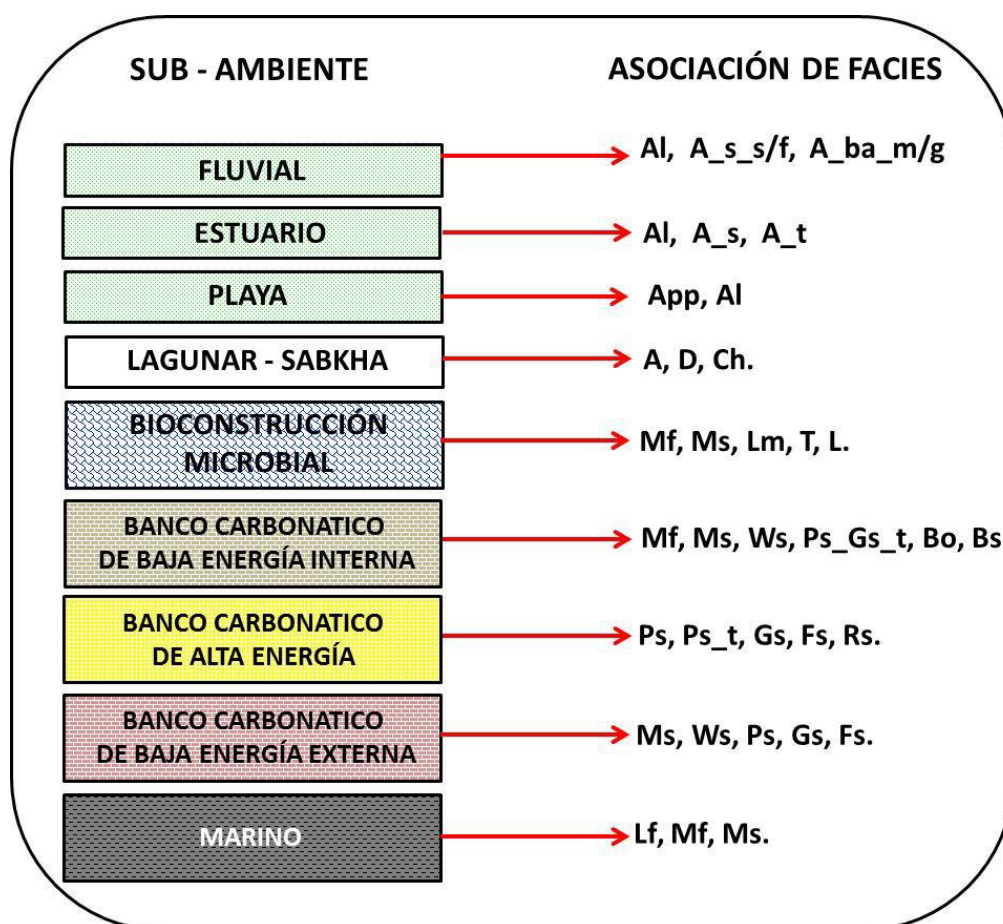 SUB - AMBIENTE
ASOCIACIÓN DE FACIES
FLUVIAL
Al, A_s_s/f, A_ba_m/g
ESTUARIO
Al, A_s, A_t
PLAYA
App, Al
LAGUNAR - SABKHA
A, D, Ch.
BIOCONSTRUCCIÓN
MICROBIAL
Mf, Ms, Lm, T, L.
BANCO CARBONATICO
DE BAJA ENERGÍA INTERNA
Mf, Ms, Ws, Ps_Gs_t, Bo, Bs
BANCO CARBONATICO
DE ALTA ENERGÍA
Ps, Ps_t, Gs, Fs, Rs.
BANCO CARBONATICO
DE BAJA ENERGÍA EXTERNA
Ms, Ws, Ps, Gs, Fs.
MARINO
Lf, Mf, Ms.